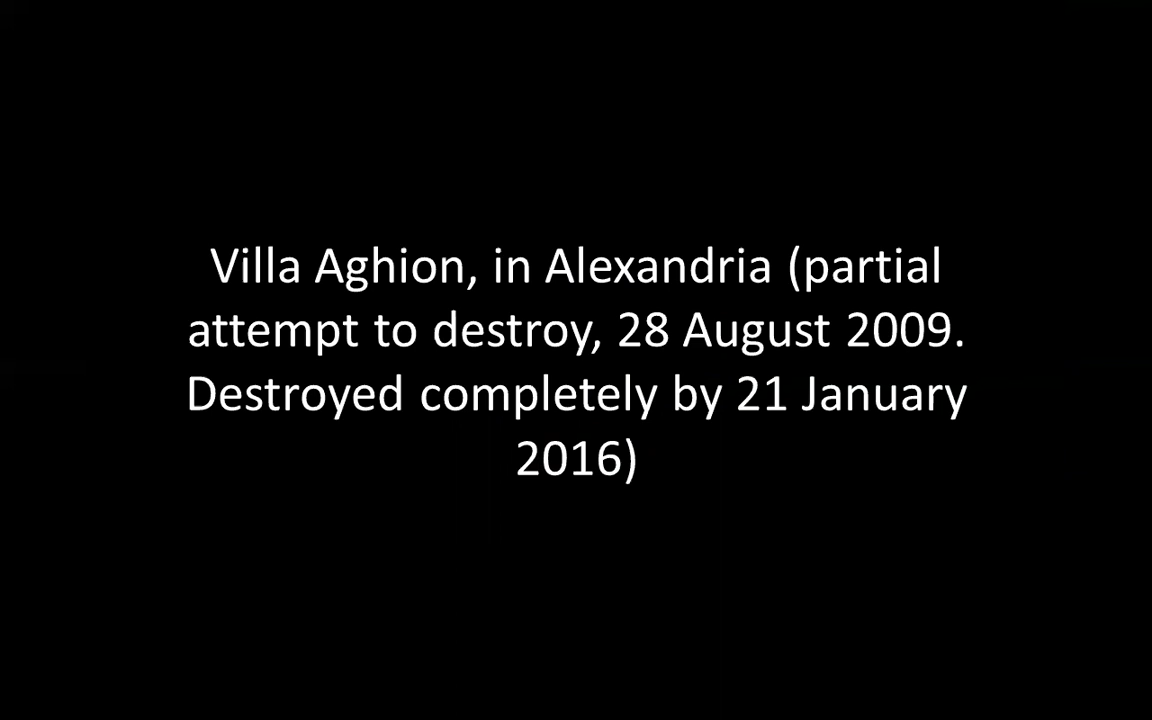 Villa Aghion, in Alexandria (partial
attempt to destroy, 28 August 2009.
Destroyed completely by 21 January
2016)